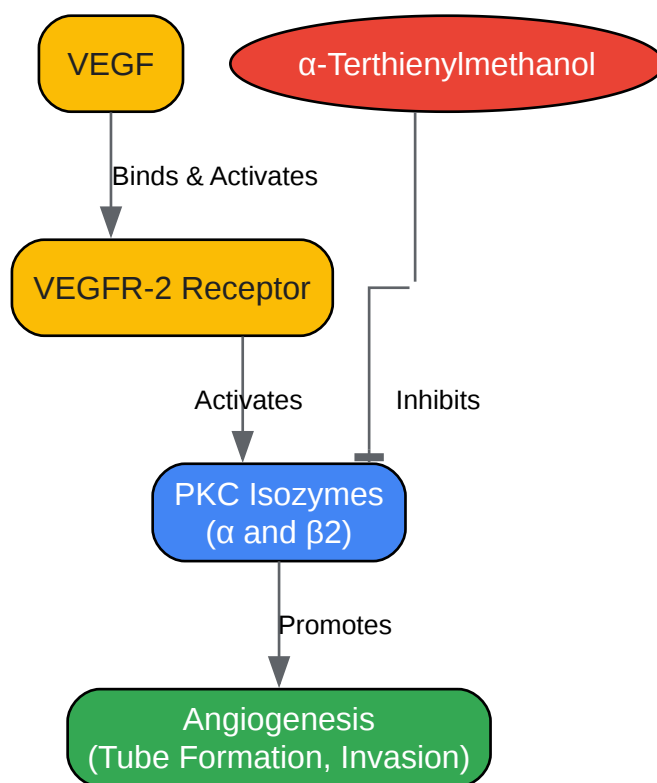 VEGF
α-Terthienylmethanol
Binds & Activates
VEGFR-2 Receptor
Activates
Inhibits
PKC Isozymes
(α and β2)
Promotes
Angiogenesis
(Tube Formation, Invasion)